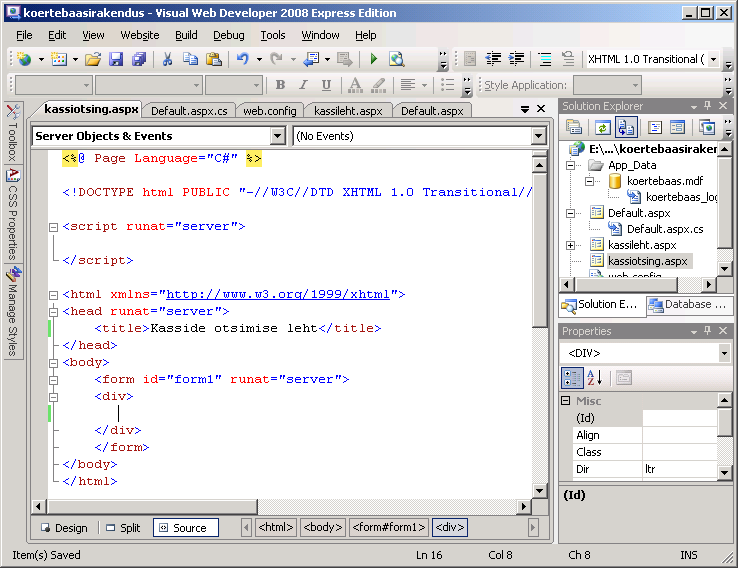 koertebaasirakendus - Visual Web Developer 2008 Express Edition
File Edit View Website Build Debug Tools Window Help
XHTML 1.0 Transitional (
Style Application:
kassiotsing.aspx Default.aspx.cs web.config kassileht.aspx Default.aspx
Server Objects & Events (No Events)
Toolbox
CSS Properties
Manage Styles
<%@ Page Language="C#" %>
<!DOCTYPE html PUBLIC "-//W3C//DTD XHTML 1.0 Transitional//
<script runat="server">
</script>
<html xmlns="http://www.w3.org/1999/xhtml">
<head runat="server">
<title>Kasside otsimise leht</title>
</head>
<body>
<form id="form1" runat="server">
<div>
</div>
</form>
</body>
</html>
Design Split Source <html> <body> <form#form1> <div>
Solution Explorer
E:\...\koertebaasiraken
App_Data
koertebaas.mdf
koertebaas_log
Default.aspx
Default.aspx.cs
kassileht.aspx
kassiotsing.aspx
web.config
Solution E... Database ...
Properties
<DIV>
Misc
(Id)
Align
Class
Dir ltr
(Id)
Item(s) Saved Ln 16 Col 8 Ch 8 INS